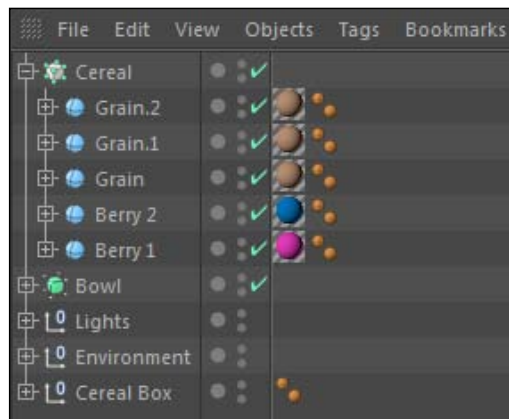 File Edit View Objects Tags Bookmarks
Cereal
Grain.2
Grain.1
Grain
Berry 2
Berry 1
Bowl
Lights
Environment
Cereal Box